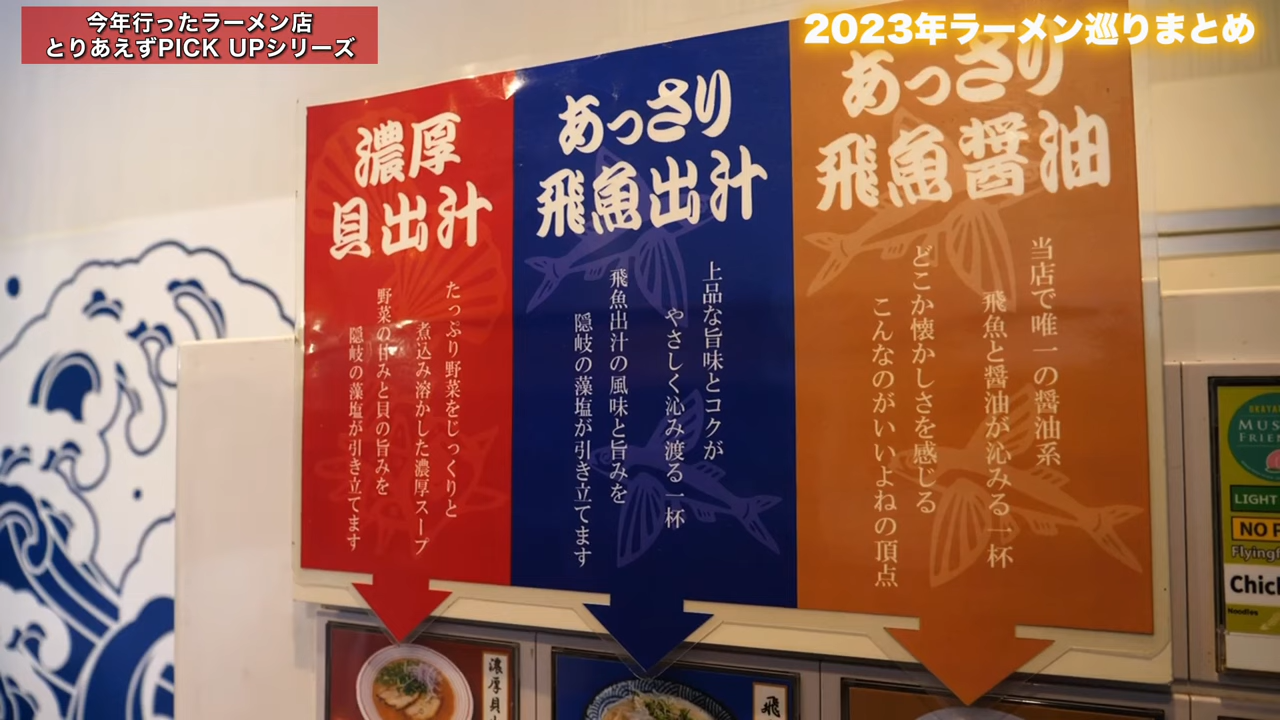 今年行ったラーメン店
とりあえずPICK UPシリーズ
2023年ラーメン巡りまとめ
濃厚
貝出汁
たっぷり野菜をじっくりと
煮込み溶かした濃厚スープ
野菜の甘みと貝の旨みを
隠岐の藻塩が引き立てます
あっさり
飛魚出汁
上品な旨味とコクが
やさしく沁み渡る一杯
飛魚出汁の風味と旨みを
隠岐の藻塩が引き立てます
あっさり
飛魚醤油
当店で唯一の醤油系
飛魚と醤油が沁みる一杯
どこか懐かしさを感じる
こんなのがいいよねの頂点
濃厚貝
飛
LIGHT
NO
Noodles